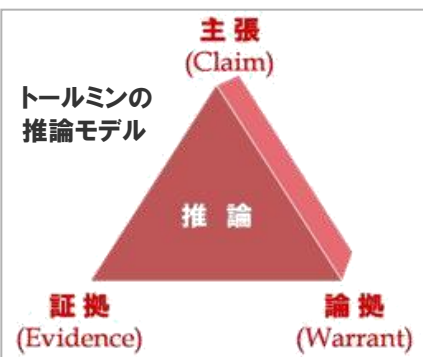 主張
(Claim)
トールミンの
推論モデル
推論
証拠
(Evidence)
論拠
(Warrant)